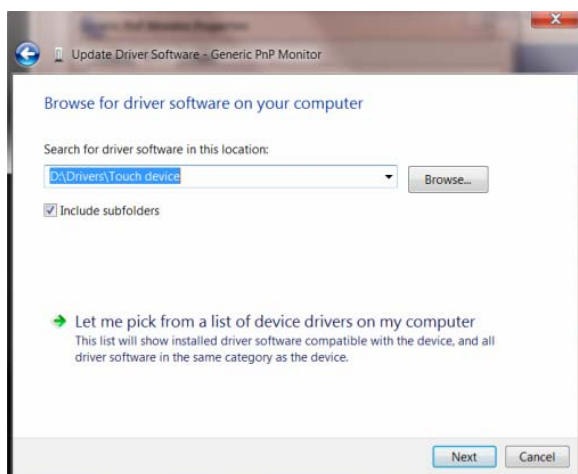 Update Driver Software - Generic PnP Monitor
Browse for driver software on your computer
Search for driver software in this location:
D:\Drivers\Touch device
Browse...
Include subfolders
Let me pick from a list of device drivers on my computer
This list will show installed driver software compatible with the device, and all
driver software in the same category as the device.
Next
Cancel